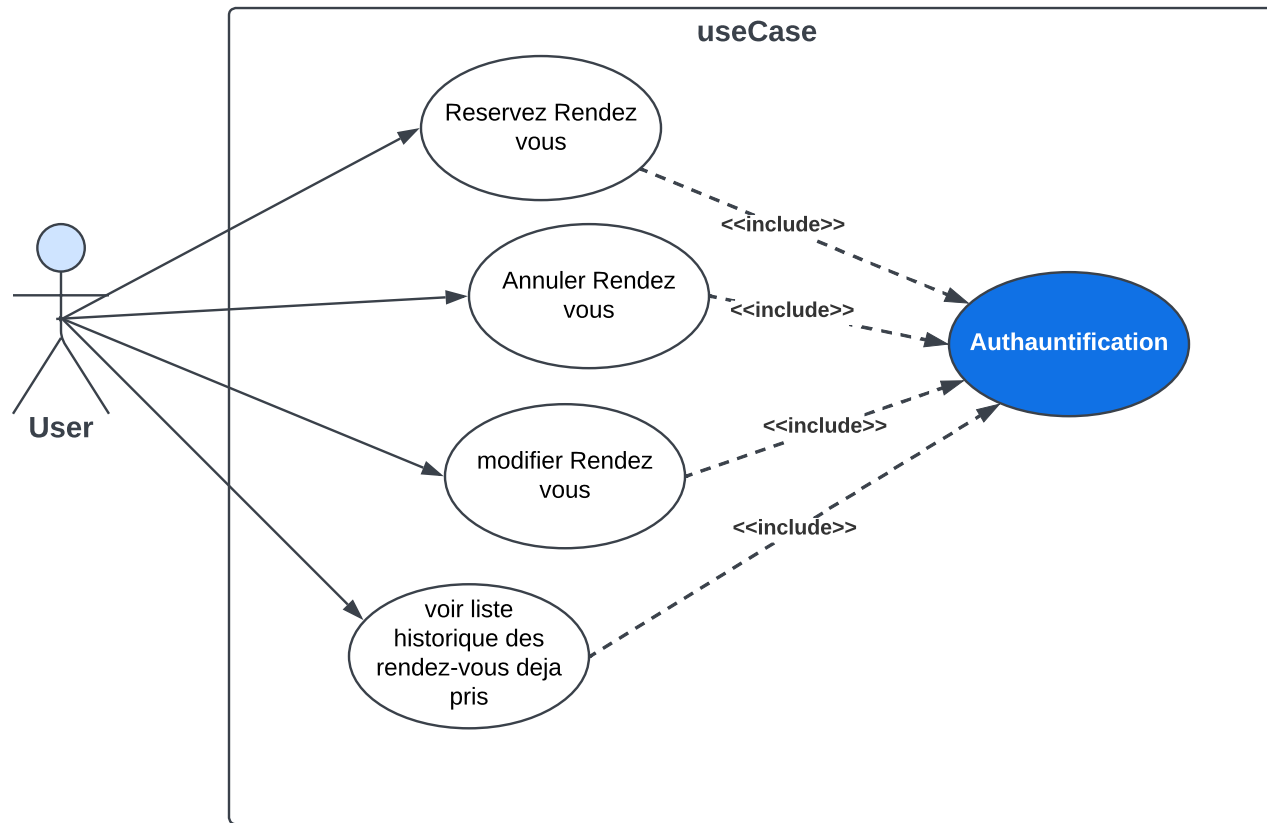 useCase
Reservez Rendez
vous
<<include>>
Annuler Rendez
vous
<<include>>
Authauntification
User
modifier Rendez
vous
<<include>>
<<include>>
voir liste
historique des
rendez-vous deja
pris